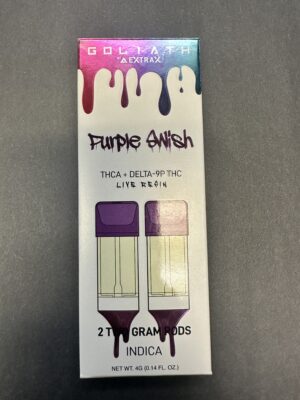 GOLIATH
EXTRAX
Purple Swish
THCA + DELTA-9P THC
LIVE RESIN
2 TWO GRAM PODS
INDICA
NET WT. 4G (0.14 FL. OZ.)